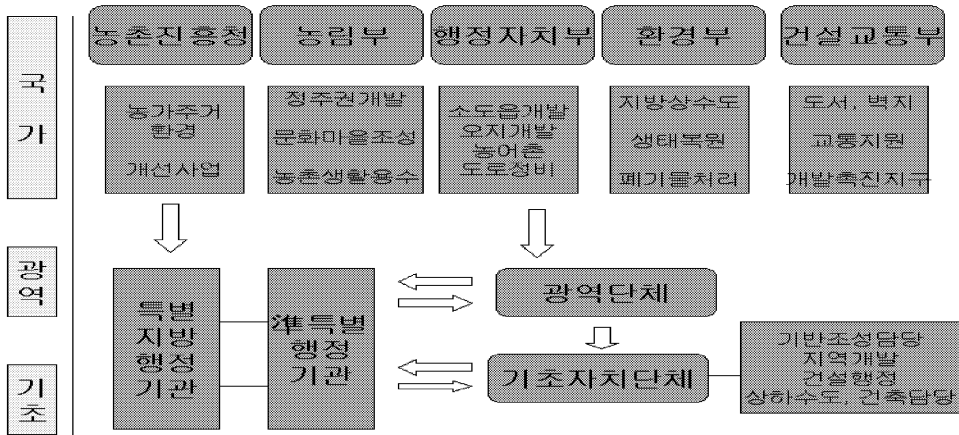 국
가
농촌진흥청
농림부
행정자치부
환경부
건설교통부
농가주거
환경
개선사업
정주권개발
문화마을조성
농촌생활용수
소도읍개발
오지개발
농어촌
도로정비
지방상수도
생태복원
폐기물처리
도서, 벽지
교통지원
개발촉진지구
광
역
특별
지방
행정
기관
準특별
행정
기관
광역단체
기
초
기초자치단체
기반조성담당
지역개발
건설행정
상하수도, 건축담당